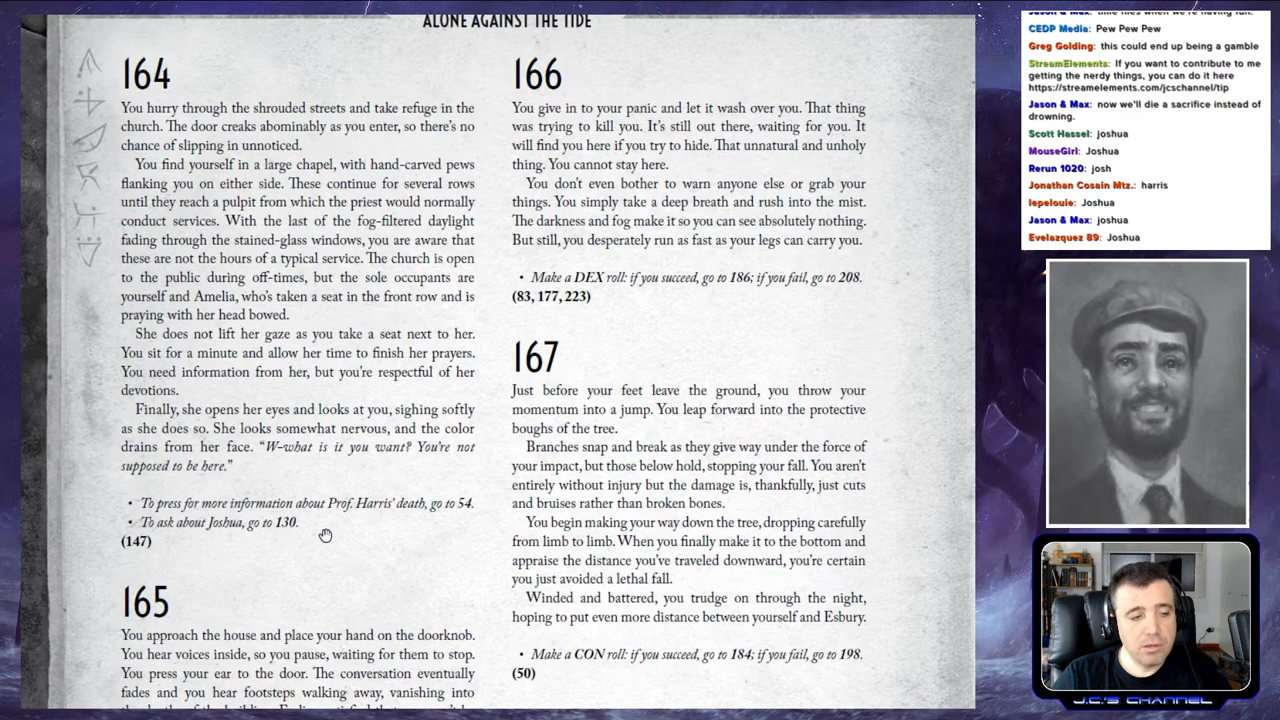 ALONE AGAINST THE TIDE
164
You hurry through the shrouded streets and take refuge in the
church. The door creaks abominably as you enter, so there's no
chance of slipping in unnoticed.
You find yourself in a large chapel, with hand-carved pews
flanking you on either side. These continue for several rows
until they reach a pulpit from which the priest would normally
conduct services. With the last of the fog-filtered daylight
fading through the stained-glass windows, you are aware that
these are not the hours of a typical service. The church is open
to the public during off-times, but the sole occupants are
yourself and Amelia, who's taken a seat in the front row and is
praying with her head bowed.
She does not lift her gaze as you take a seat next to her.
You sit for a minute and allow her time to finish her prayers.
You need information from her, but you're respectful of her
devotions.
Finally, she opens her eyes and looks at you, sighing softly
as she does so. She looks somewhat nervous, and the color
drains from her face. "W-what is it you want? You're not
supposed to be here."
• To press for more information about Prof. Harris' death, go to 54.
• To ask about Joshua, go to 130.
(147)
165
You approach the house and place your hand on the doorknob.
You hear voices inside, so you pause, waiting for them to stop.
You press your ear to the door. The conversation eventually
fades and you hear footsteps walking away, vanishing into
166
You give in to your panic and let it wash over you. That thing
was trying to kill you. It's still out there, waiting for you. It
will find you here if you try to hide. That unnatural and unholy
thing. You cannot stay here.
You don't even bother to warn anyone else or grab your
things. You simply take a deep breath and rush into the mist.
The darkness and fog make it so you can see absolutely nothing.
But still, you desperately run as fast as your legs can carry you.
• Make a DEX roll: if you succeed, go to 186; if you fail, go to 208.
(83, 177, 223)
167
Just before your feet leave the ground, you throw your
momentum into a jump. You leap forward into the protective
boughs of the tree.
Branches snap and break as they give way under the force of
your impact, but those below hold, stopping your fall. You aren't
entirely without injury but the damage is, thankfully, just cuts
and bruises rather than broken bones.
You begin making your way down the tree, dropping carefully
from limb to limb. When you finally make it to the bottom and
appraise the distance you've traveled downward, you're certain
you just avoided a lethal fall.
Winded and battered, you trudge on through the night,
hoping to put even more distance between yourself and Esbury.
• Make a CON roll: if you succeed, go to 184; if you fail, go to 198.
(50)
CEDP Media: Pew Pew Pew
Greg Golding: this could end up being a gamble
StreamElements: If you want to contribute to me
getting the nerdy things, you can do it here
https://streamelements.com/jcschannel/tip
Jason & Max: now we'll die a sacrifice instead of
drowning.
Scott Hassel: joshua
MouseGirl: Joshua
Rerun 1020: josh
Jonathan Cosain Mtz.: harris
lepelouie: Joshua
Jason & Max: joshua
Evelazquez 89: Joshua
J.C.'S CHANNEL